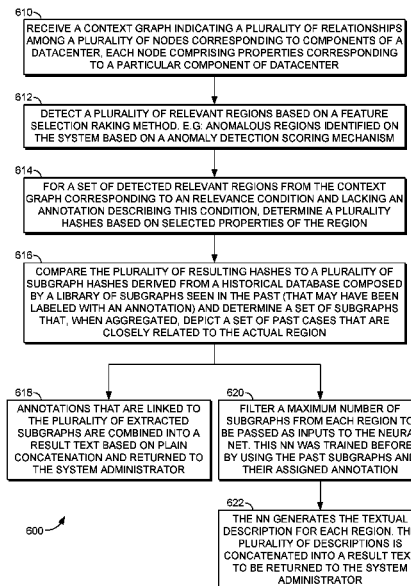 610
RECEIVE A CONTEXT GRAPH INDICATING A PLURALITY OF RELATIONSHIPS
AMONG A PLURALITY OF NODES CORRESPONDING TO COMPONENTS OF A
DATACENTER, EACH NODE COMPRISING PROPERTIES CORRESPONDING
TO A PARTICULAR COMPONENT OF DATACENTER
612
DETECT A PLURALITY OF RELEVANT REGIONS BASED ON A FEATURE
SELECTION RAKING METHOD. E.G: ANOMALOUS REGIONS IDENTIFIED ON
THE SYSTEM BASED ON A ANOMALY DETECTION SCORING MECHANISM
614
FOR A SET OF DETECTED RELEVANT REGIONS FROM THE CONTEXT
GRAPH CORRESPONDING TO AN RELEVANCE CONDITION AND LACKING AN
ANNOTATION DESCRIBING THIS CONDITION, DETERMINE A PLURALITY
HASHES BASED ON SELECTED PROPERTIES OF THE REGION
616
COMPARE THE PLURALITY OF RESULTING HASHES TO A PLURALITY OF
SUBGRAPH HASHES DERIVED FROM A HISTORICAL DATABASE COMPOSED
BY A LIBRARY OF SUBGRAPHS SEEN IN THE PAST (THAT MAY HAVE BEEN
LABELED WITH AN ANNOTATION) AND DETERMINE A SET OF SUBGRAPHS
THAT, WHEN AGGREGATED, DEPICT A SET OF PAST CASES THAT ARE
CLOSELY RELATED TO THE ACTUAL REGION
618
ANNOTATIONS THAT ARE LINKED TO
THE PLURALITY OF EXTRACTED
SUBGRAPHS ARE COMBINED INTO A
RESULT TEXT BASED ON PLAIN
CONCATENATION AND RETURNED TO
THE SYSTEM ADMINISTRATOR
620
FILTER A MAXIMUM NUMBER OF
SUBGRAPHS FROM EACH REGION TO
BE PASSED AS INPUTS TO THE NEURAL
NET. THIS NN WAS TRAINED BEFORE
BY USING THE PAST SUBGRAPHS AND
THEIR ASSIGNED ANNOTATION
622
THE NN GENERATES THE TEXTUAL
DESCRIPTION FOR EACH REGION. THE
PLURALITY OF DESCRIPTIONS IS
CONCATENATED INTO A RESULT TEXT
TO BE RETURNED TO THE SYSTEM
ADMINISTRATOR
600